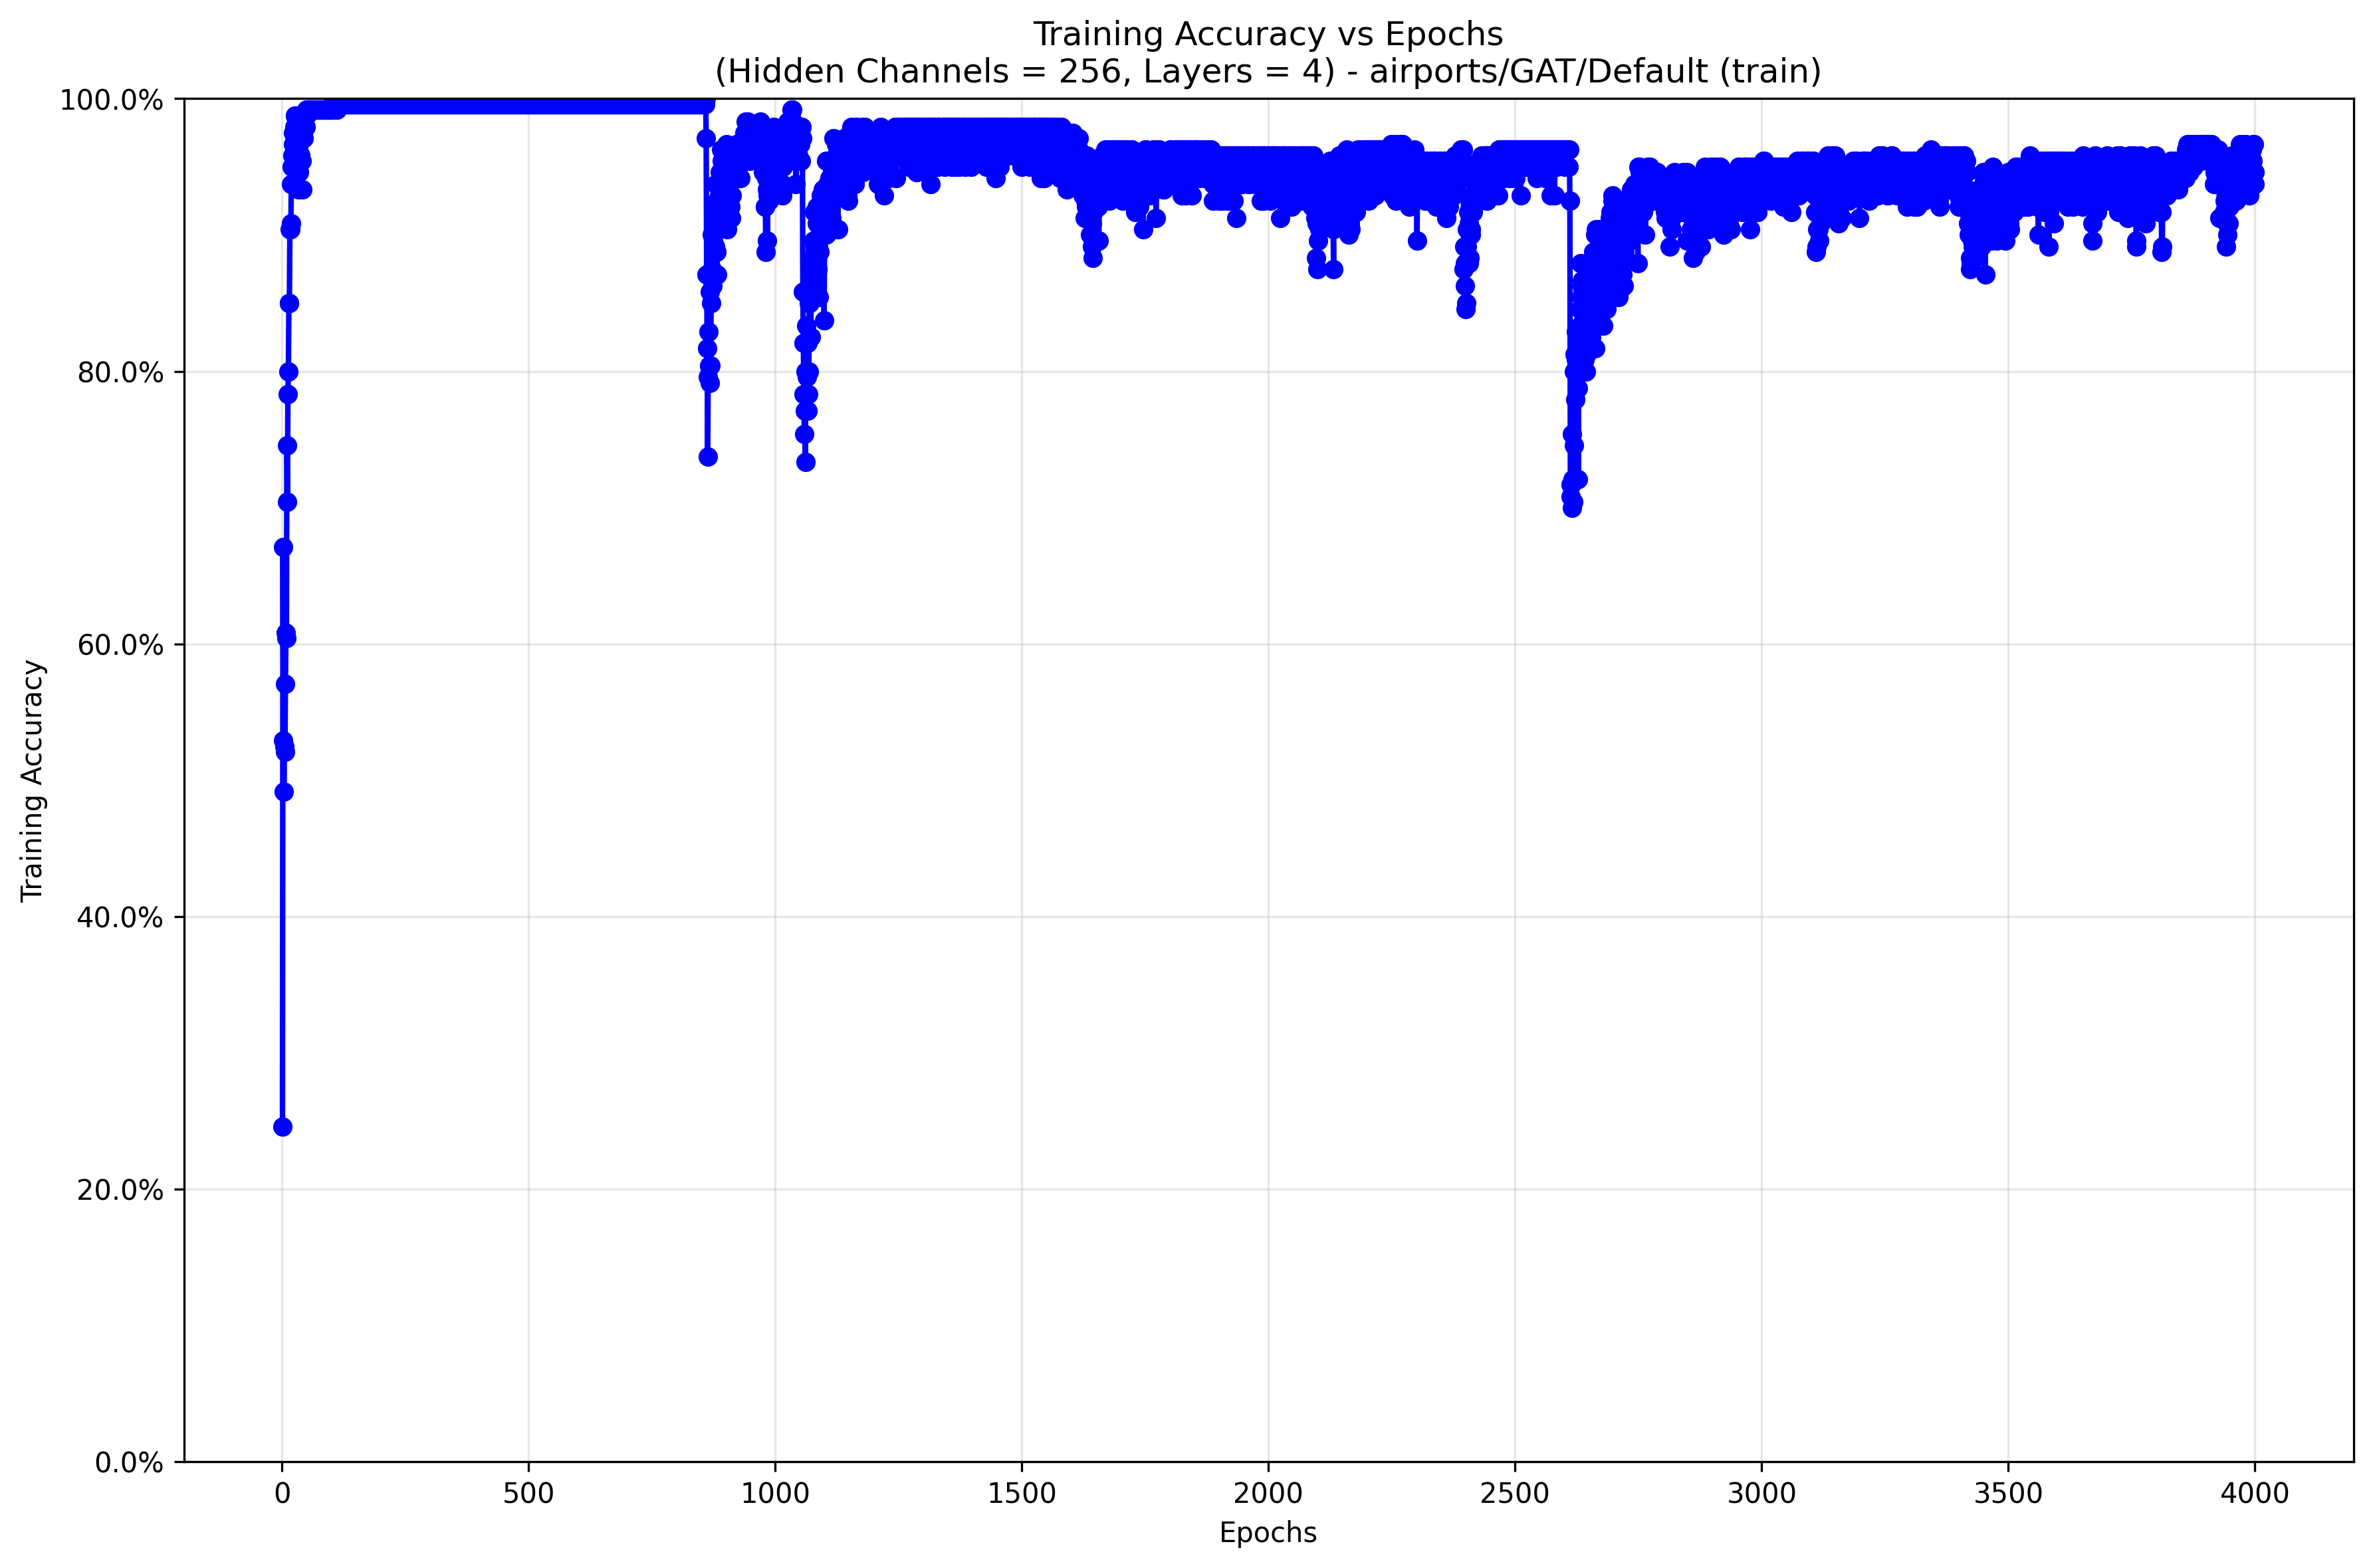 Training Accuracy vs Epochs
(Hidden Channels = 256, Layers = 4) - airports/GAT/Default (train)
100.0%
80.0%
60.0%
40.0%
20.0%
0.0%
Training Accuracy
0 500 1000 1500 2000 2500 3000 3500 4000
Epochs